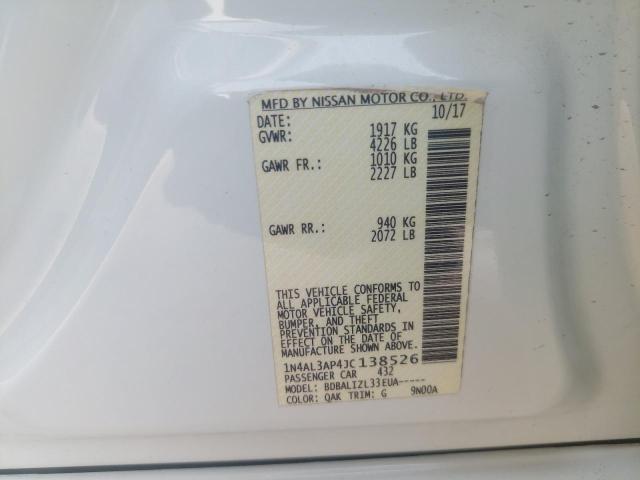 MFD BY NISSAN MOTOR CO., LTD.
DATE: 10/17
GVWR: 1917 KG
4226 LB
GAWR FR.: 1010 KG
2227 LB
GAWR RR.: 940 KG
2072 LB
THIS VEHICLE CONFORMS TO
ALL APPLICABLE FEDERAL
MOTOR VEHICLE SAFETY,
BUMPER, AND THEFT
PREVENTION STANDARDS IN
EFFECT ON THE DATE OF
MANUFACTURE SHOWN ABOVE.
1N4AL3AP4JC138526
PASSENGER CAR 432
MODEL: BDBALIZL33EUA-----
COLOR: QAK TRIM: G 9N00A